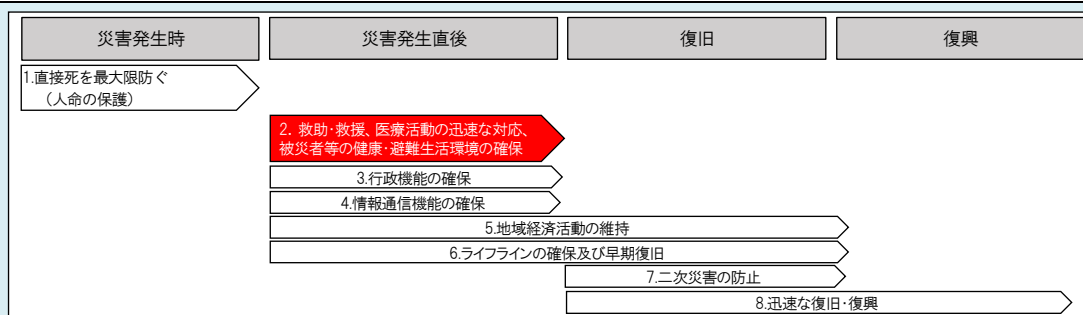 災害発生時
災害発生直後
復旧
復興
1.直接死を最大限防ぐ
（人命の保護）
2. 救助・救援、医療活動の迅速な対応、
被災者等の健康・避難生活環境の確保
3.行政機能の確保
4.情報通信機能の確保
5.地域経済活動の維持
6.ライフラインの確保及び早期復旧
7.二次災害の防止
8.迅速な復旧・復興